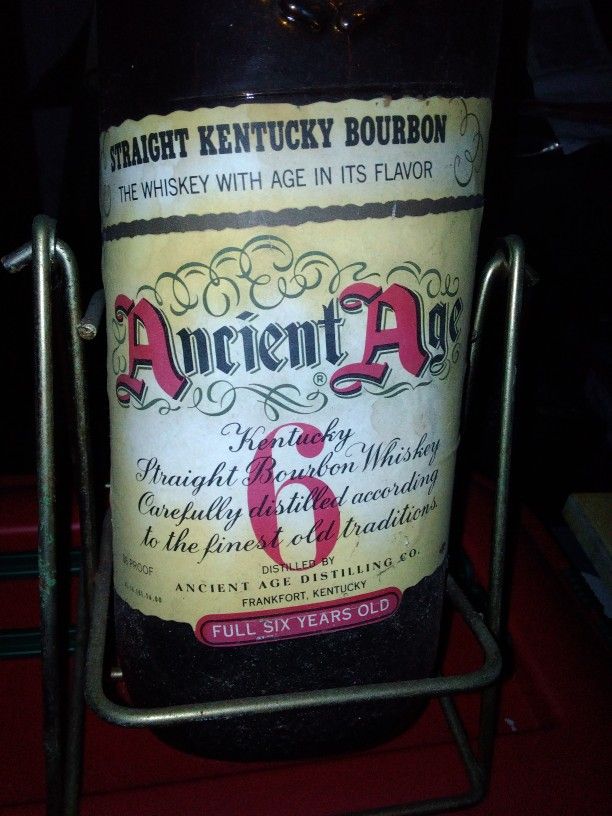 STRAIGHT KENTUCKY BOURBON
THE WHISKEY WITH AGE IN ITS FLAVOR
Ancient Age
®
6
Kentucky
Straight Bourbon Whiskey
Carefully distilled according
to the finest old traditions.
PROOF
DISTILLED BY
ANCIENT AGE DISTILLING CO.
FRANKFORT, KENTUCKY
FULL SIX YEARS OLD